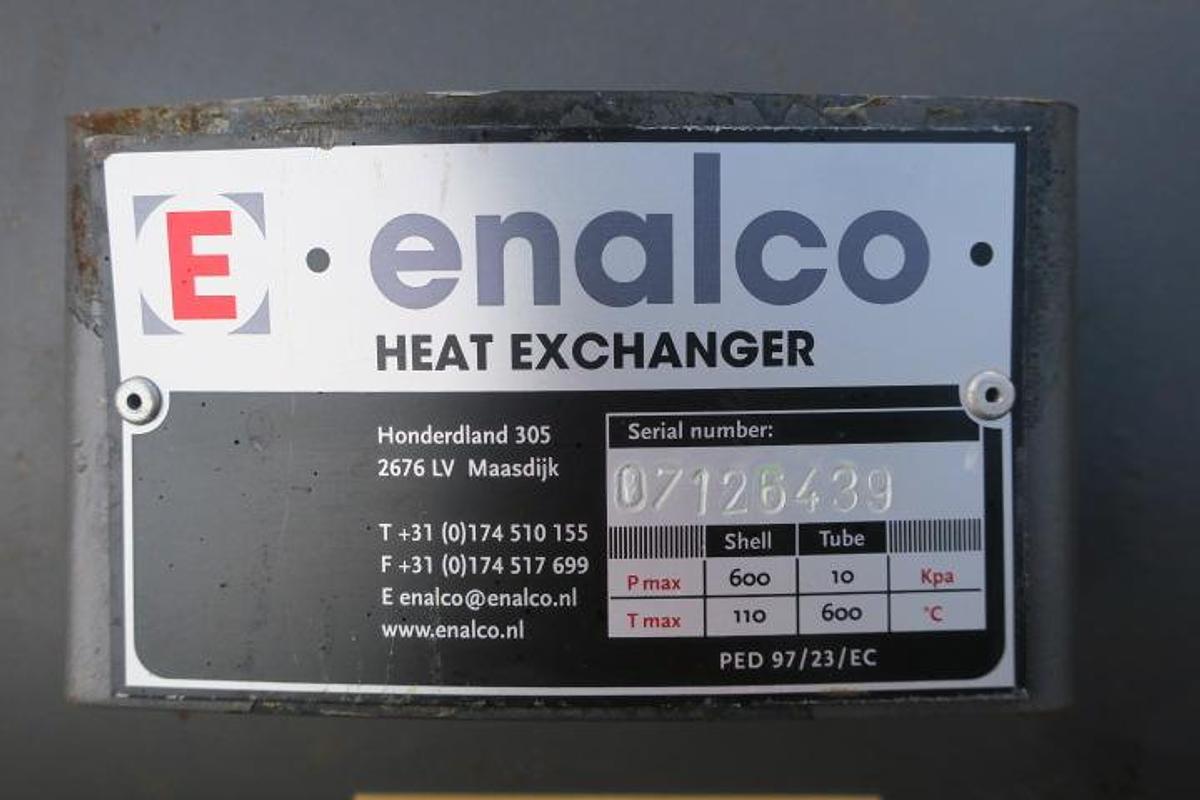 E enalco
HEAT EXCHANGER
Honderdland 305
2676 LV Maasdijk
T +31 (0)174 510 155
F +31 (0)174 517 699
E enalco@enalco.nl
www.enalco.nl
Serial number:
07126439
Shell Tube
P max 600 10 Kpa
T max 110 600 °C
PED 97/23/EC